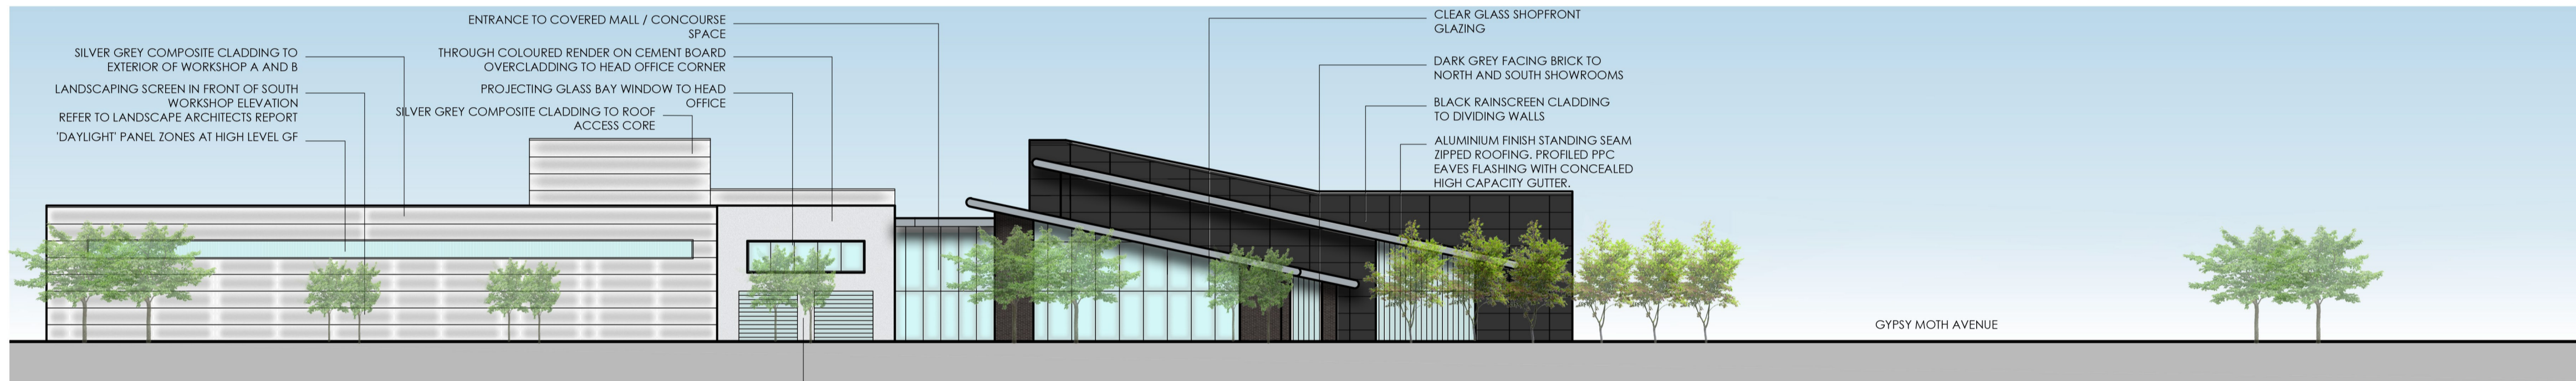 SILVER GREY COMPOSITE CLADDING TO
EXTERIOR OF WORKSHOP A AND B
LANDSCAPING SCREEN IN FRONT OF SOUTH
WORKSHOP ELEVATION
REFER TO LANDSCAPE ARCHITECTS REPORT
'DAYLIGHT' PANEL ZONES AT HIGH LEVEL GF
ENTRANCE TO COVERED MALL / CONCOURSE
SPACE
THROUGH COLOURED RENDER ON CEMENT BOARD
OVERCLADDING TO HEAD OFFICE CORNER
PROJECTING GLASS BAY WINDOW TO HEAD
OFFICE
SILVER GREY COMPOSITE CLADDING TO ROOF
ACCESS CORE
CLEAR GLASS SHOPFRONT
GLAZING
DARK GREY FACING BRICK TO
NORTH AND SOUTH SHOWROOMS
BLACK RAINSCREEN CLADDING
TO DIVIDING WALLS
ALUMINIUM FINISH STANDING SEAM
ZIPPED ROOFING. PROFILED PPC
EAVES FLASHING WITH CONCEALED
HIGH CAPACITY GUTTER.
GYPSY MOTH AVENUE